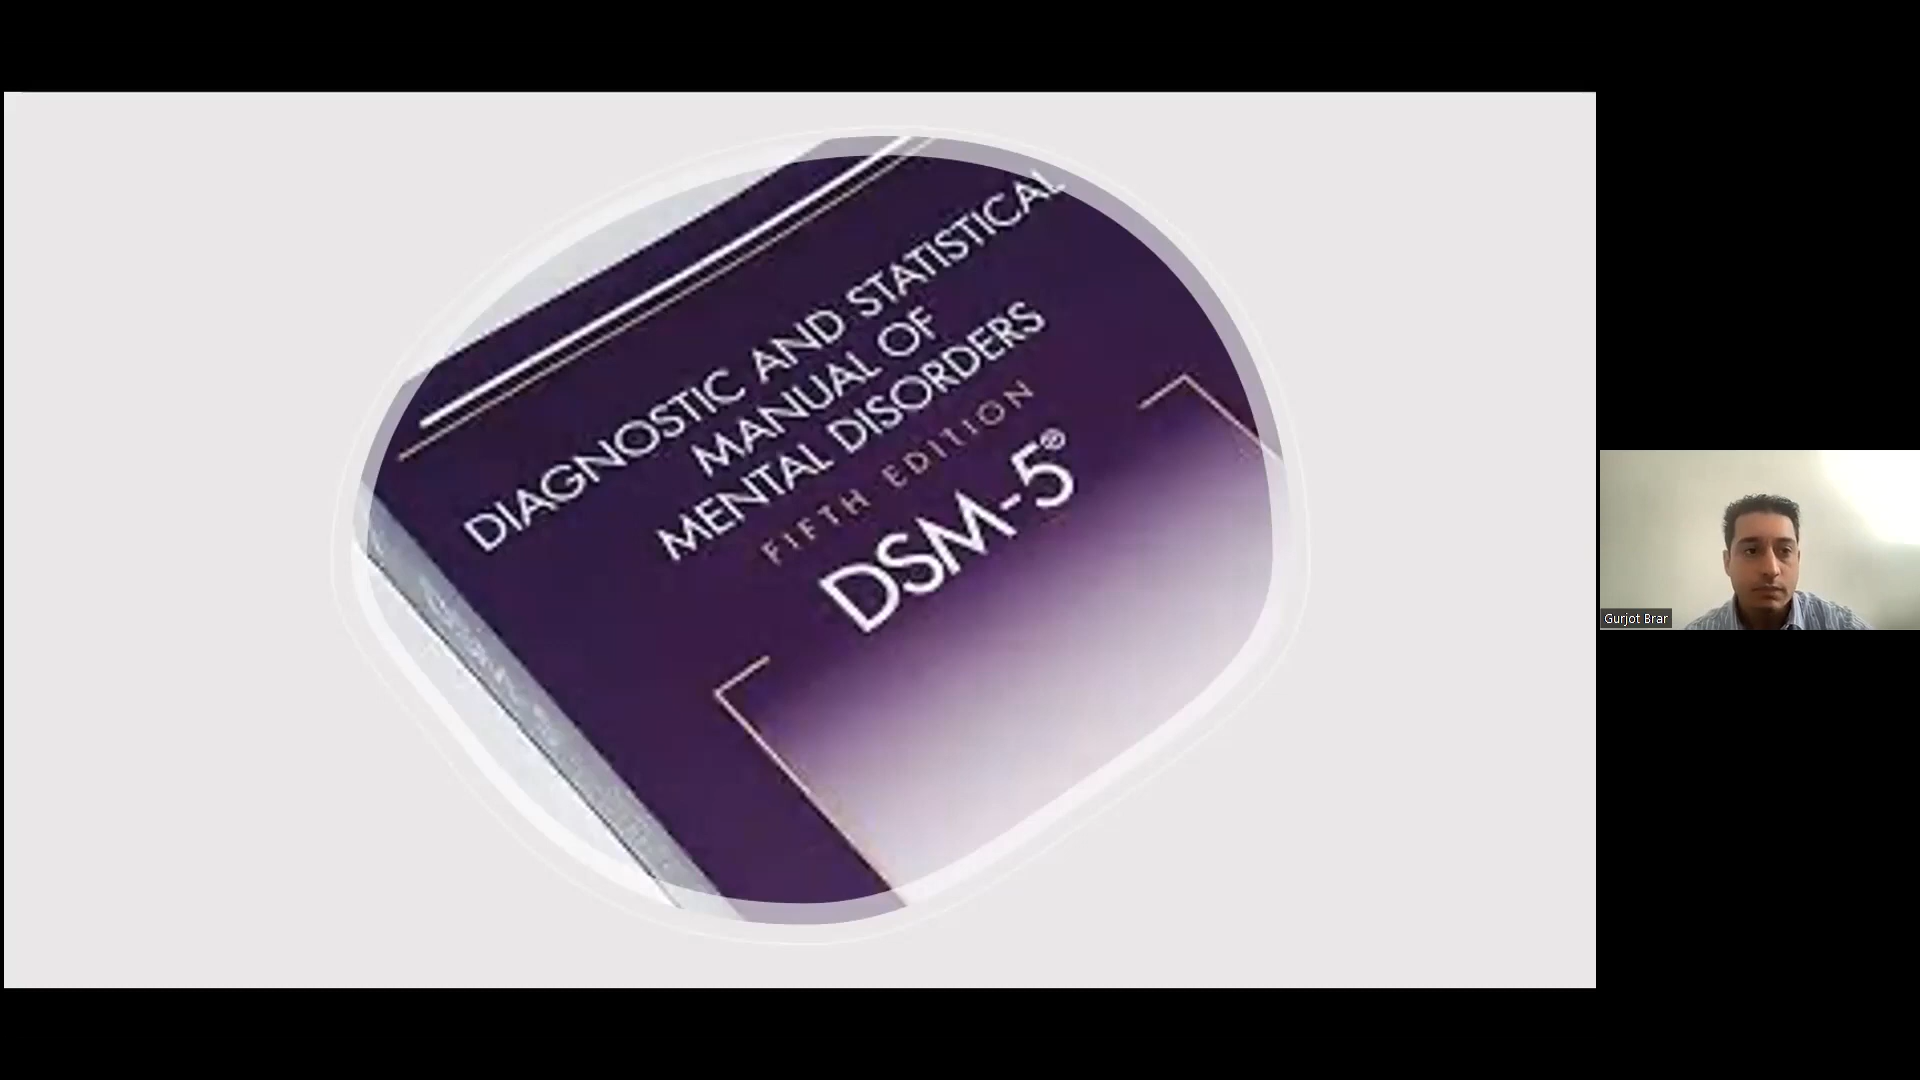 DIAGNOSTIC AND STATISTICAL
MANUAL OF
MENTAL DISORDERS
FIFTH EDITION
DSM-5®
Gurjot Brar